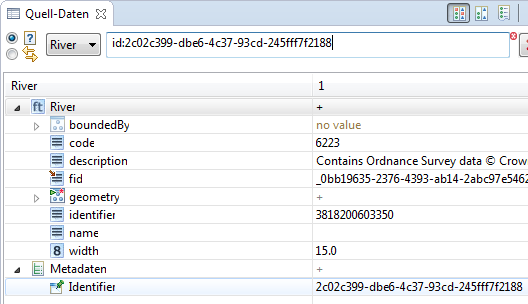 Quell-Daten
River
id:2c02c399-dbe6-4c37-93cd-245fff7f2188
River 1
ft River +
boundedBy no value
code 6223
description Contains Ordnance Survey data © Crow
fid _0bb19635-2376-4393-ab14-2abc97e5462
geometry +
identifier 3818200603350
name
8 width 15.0
Metadaten +
Identifier 2c02c399-dbe6-4c37-93cd-245fff7f2188